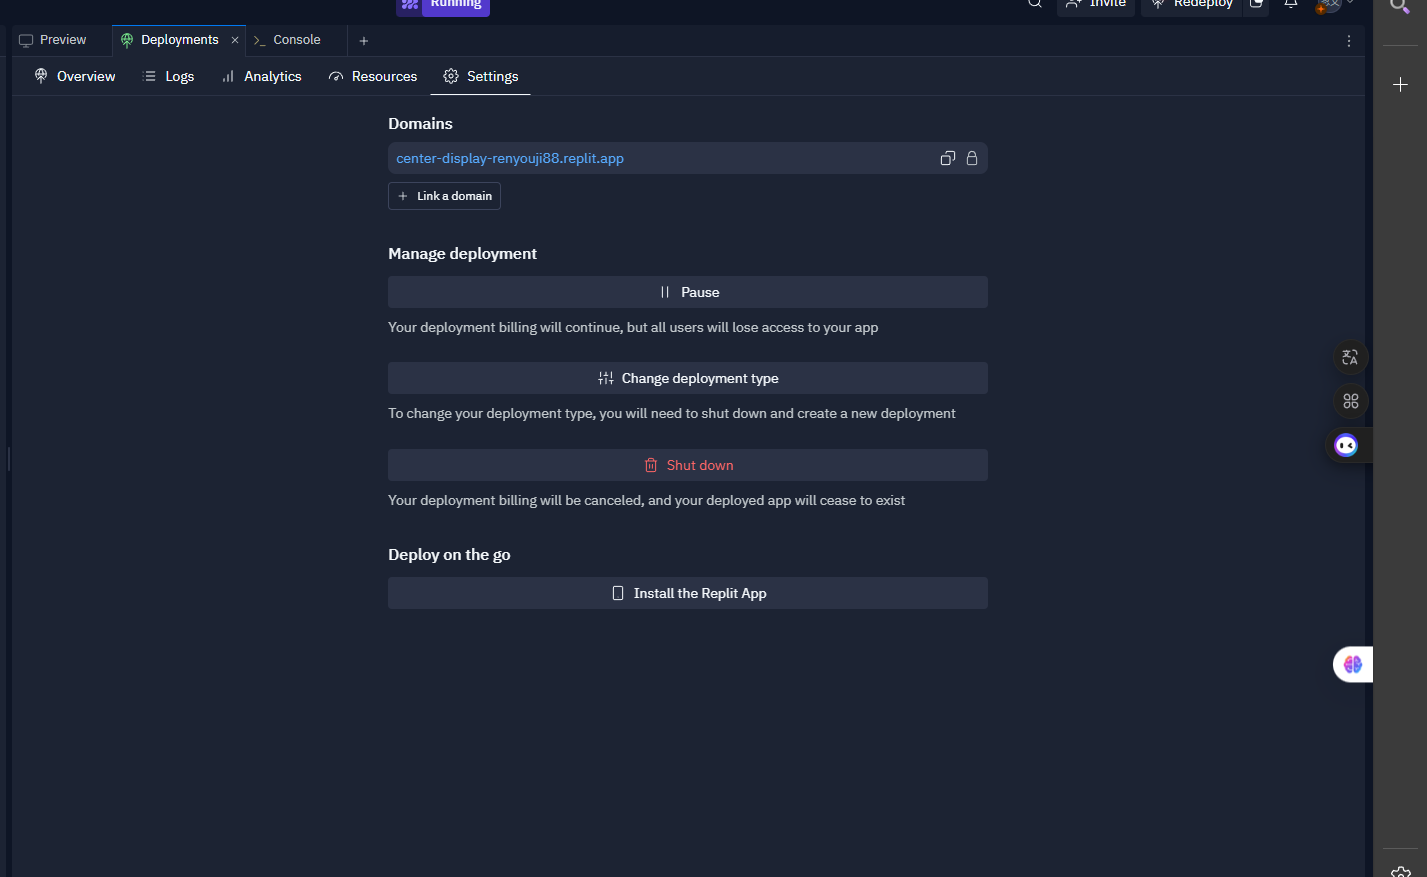 Running
Invite
Redeploy
Preview
Deployments
Console
Overview
Logs
Analytics
Resources
Settings
Domains
center-display-renyouji88.replit.app
Link a domain
Manage deployment
Pause
Your deployment billing will continue, but all users will lose access to your app
Change deployment type
To change your deployment type, you will need to shut down and create a new deployment
Shut down
Your deployment billing will be canceled, and your deployed app will cease to exist
Deploy on the go
Install the Replit App